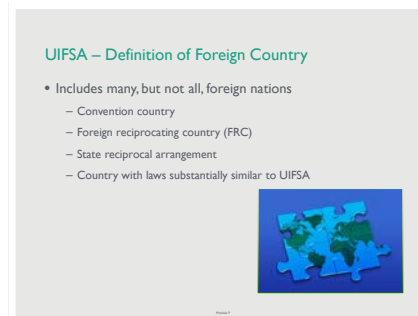 UIFSA – Definition of Foreign Country
• Includes many, but not all, foreign nations
– Convention country
– Foreign reciprocating country (FRC)
– State reciprocal arrangement
– Country with laws substantially similar to UIFSA